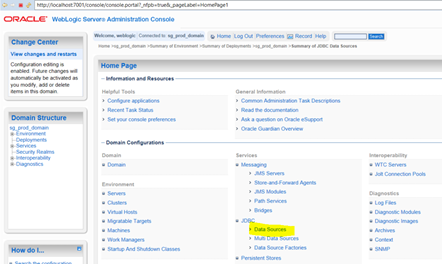 http://localhost:7001/console/console.portal?_nfpb=true&_pageLabel=HomePage1
ORACLE WebLogic Servers Administration Console
Change Center
View changes and restarts
Configuration editing is
enabled. Future changes will
automatically be activated as
you modify, add or delete
items in this domain.
Domain Structure
sg_prod_domain
Environment
Deployments
Services
Security Realms
Interoperability
Diagnostics
How do I...
Search the configuration
Welcome, weblogic Connected to: sg_prod_domain Home Log Out Preferences Record Help Search
Home >sg_prod_domain >Summary of Environment >Summary of Deployments >sg_prod_domain >Summary of JDBC Data Sources
Home Page
Information and Resources
Helpful Tools
Configure applications
Recent Task Status
Set your console preferences
General Information
Common Administration Task Descriptions
Read the documentation
Ask a question on Oracle eSupport
Oracle Guardian Overview
Domain Configurations
Domain
Domain
Environment
Servers
Clusters
Virtual Hosts
Migratable Targets
Machines
Work Managers
Startup And Shutdown Classes
Services
Messaging
JMS Servers
Store-and-Forward Agents
JMS Modules
Path Services
Bridges
JDBC
Data Sources
Multi Data Sources
Data Source Factories
Persistent Stores
Interoperability
WTC Servers
Jolt Connection Pools
Diagnostics
Log Files
Diagnostic Modules
Diagnostic Images
Archives
Context
SNMP